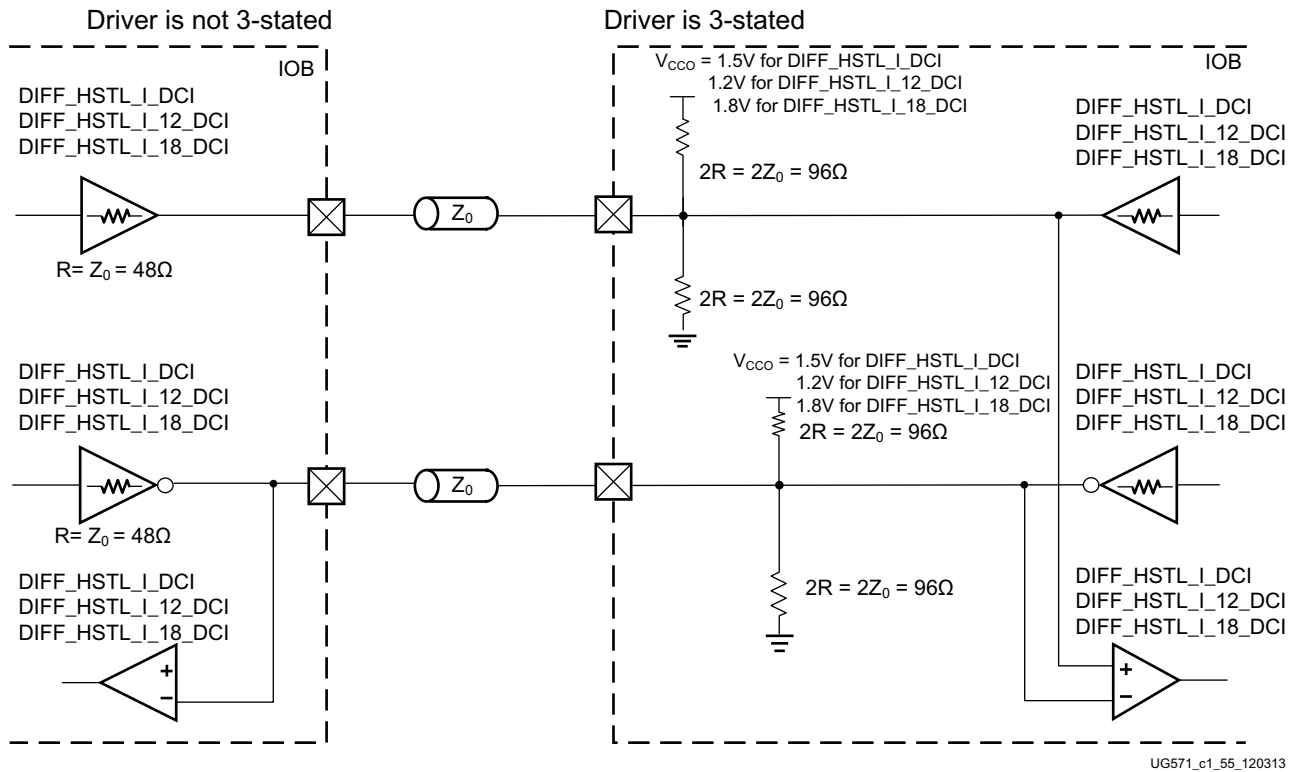 Driver is not 3-stated
Driver is 3-stated
IOB
DIFF_HSTL_I_DCI
DIFF_HSTL_I_12_DCI
DIFF_HSTL_I_18_DCI
R= Z0 = 48Ω
Z0
VCCO = 1.5V for DIFF_HSTL_I_DCI
1.2V for DIFF_HSTL_I_12_DCI
1.8V for DIFF_HSTL_I_18_DCI
IOB
2R = 2Z0 = 96Ω
2R = 2Z0 = 96Ω
DIFF_HSTL_I_DCI
DIFF_HSTL_I_12_DCI
DIFF_HSTL_I_18_DCI
DIFF_HSTL_I_DCI
DIFF_HSTL_I_12_DCI
DIFF_HSTL_I_18_DCI
R= Z0 = 48Ω
Z0
VCCO = 1.5V for DIFF_HSTL_I_DCI
1.2V for DIFF_HSTL_I_12_DCI
1.8V for DIFF_HSTL_I_18_DCI
2R = 2Z0 = 96Ω
2R = 2Z0 = 96Ω
DIFF_HSTL_I_DCI
DIFF_HSTL_I_12_DCI
DIFF_HSTL_I_18_DCI
DIFF_HSTL_I_DCI
DIFF_HSTL_I_12_DCI
DIFF_HSTL_I_18_DCI
+
−
DIFF_HSTL_I_DCI
DIFF_HSTL_I_12_DCI
DIFF_HSTL_I_18_DCI
+
−
UG571_c1_55_120313